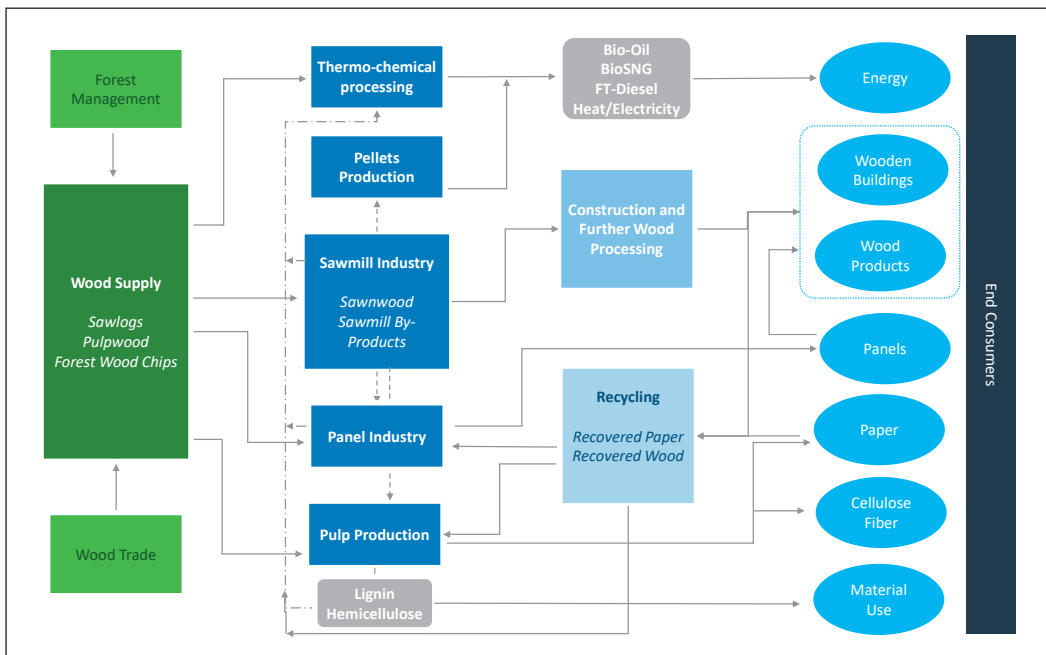 Forest
Management
Wood Supply
Sawlogs
Pulpwood
Forest Wood Chips
Wood Trade
Thermo-chemical
processing
Pellets
Production
Sawmill Industry
Sawnwood
Sawmill By-
Products
Panel Industry
Pulp Production
Lignin
Hemicellulose
Bio-Oil
BioSNG
FT-Diesel
Heat/Electricity
Construction and
Further Wood
Processing
Recycling
Recovered Paper
Recovered Wood
Energy
Wooden
Buildings
Wood
Products
Panels
Paper
Cellulose
Fiber
Material
Use
End Consumers